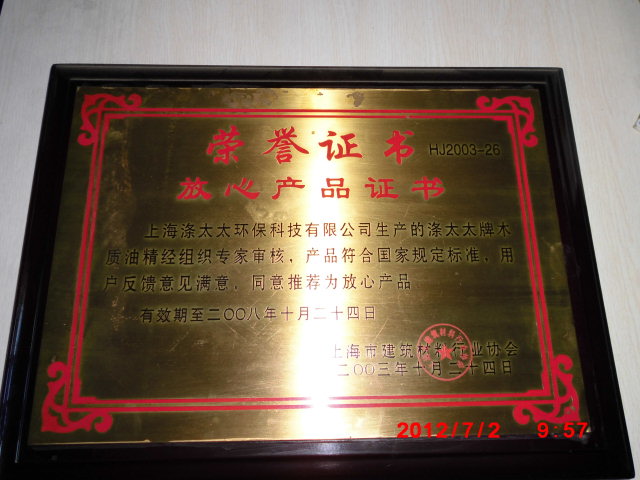 荣誉证书 HJ2003-26
放心产品证书
上海涤太太环保科技有限公司生产的涤太太牌木
质油精经组织专家审核，产品符合国家规定标准，用
户反馈意见满意，同意推荐为放心产品
有效期至二〇〇八年十月二十四日
上海市建筑材料行业协会
二〇〇三年十月二十四日
2012/7/2 9:57